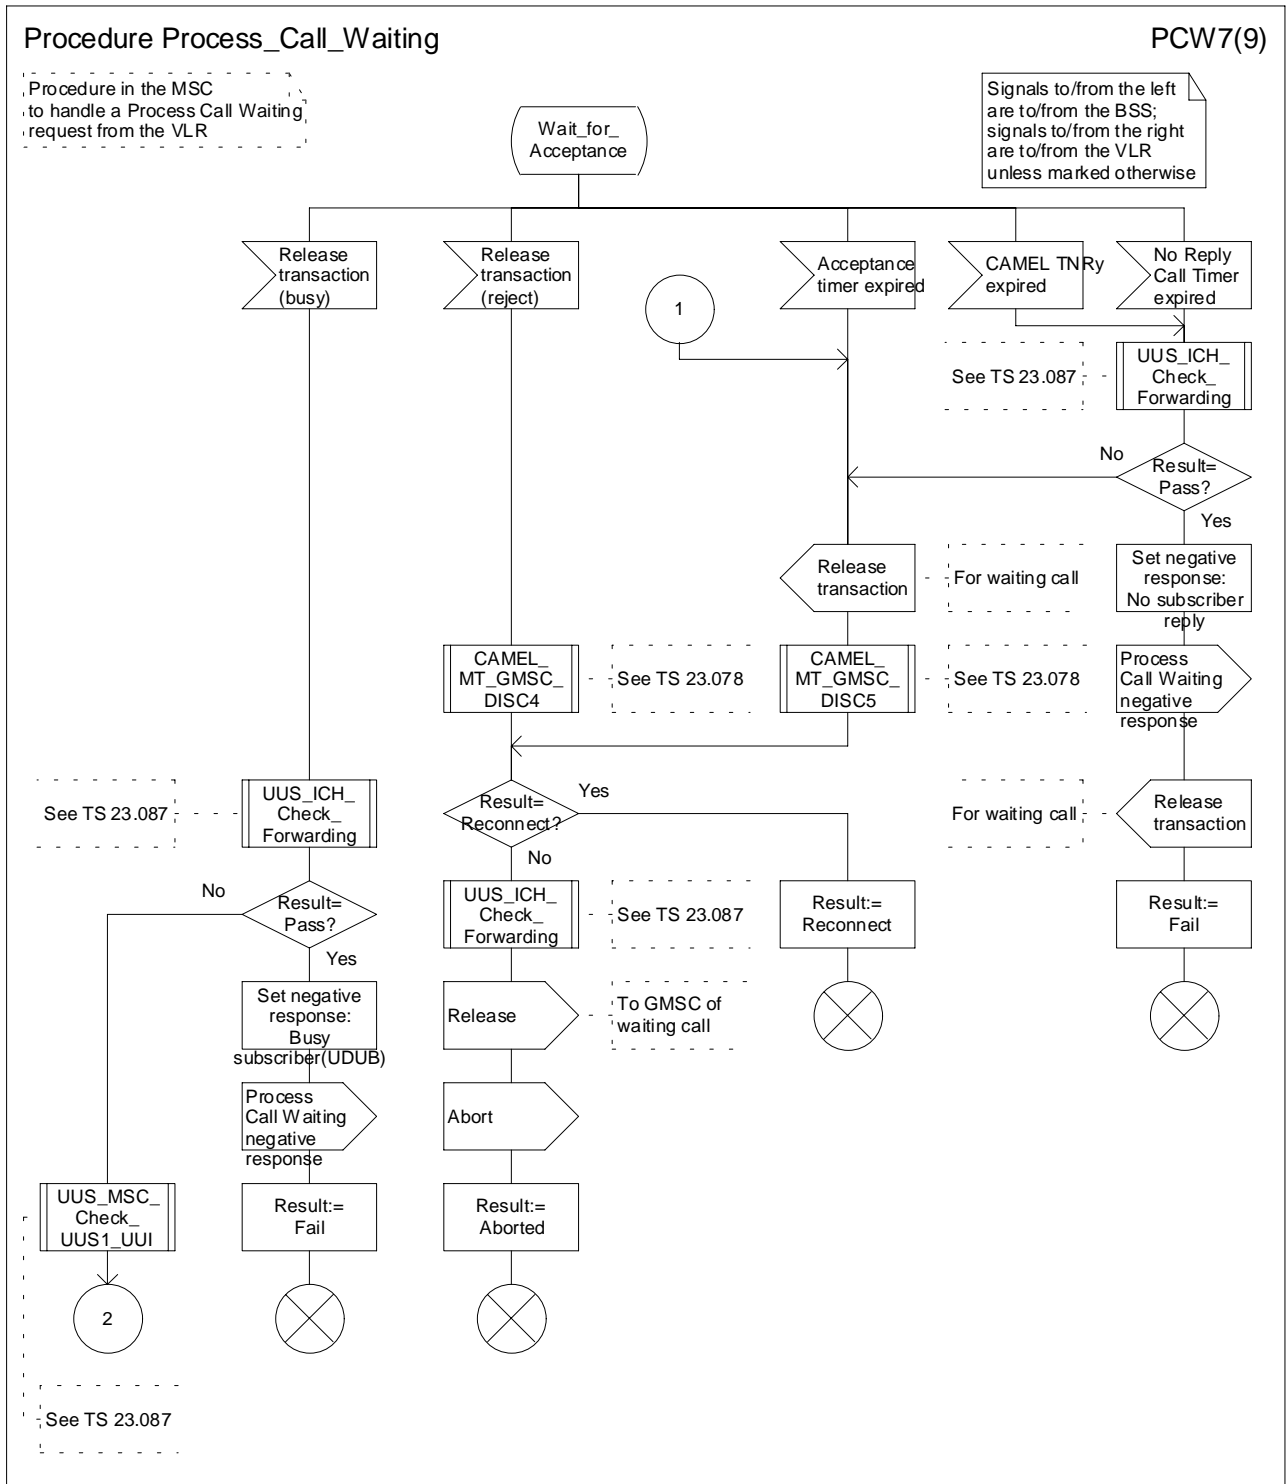 Procedure Process_Call_Waiting
PCW7(9)
Procedure in the MSC
to handle a Process Call Waiting
request from the VLR
Signals to/from the left
are to/from the BSS;
signals to/from the right
are to/from the VLR
unless marked otherwise
Wait_for_
Acceptance
Release
transaction
(busy)
Release
transaction
(reject)
Acceptance
timer expired
CAMEL TNRy
expired
No Reply
Call Timer
expired
1
See TS 23.087
UUS_ICH_
Check_
Forwarding
No
Result=
Pass?
Yes
Release
transaction
For waiting call
Set negative
response:
No subscriber
reply
CAMEL_
MT_GMSC_
DISC4
See TS 23.078
CAMEL_
MT_GMSC_
DISC5
See TS 23.078
Process
Call Waiting
negative
response
See TS 23.087
UUS_ICH_
Check_
Forwarding
Result=
Reconnect?
Yes
No
For waiting call
Release
transaction
No
Result=
Pass?
Yes
UUS_ICH_
Check_
Forwarding
See TS 23.087
Result:=
Reconnect
Result:=
Fail
Set negative
response:
Busy
subscriber(UDUB)
Release
To GMSC of
waiting call
Process
Call Waiting
negative
response
Abort
UUS_MSC_
Check_
UUS1_UUI
Result:=
Fail
Result:=
Aborted
2
See TS 23.087